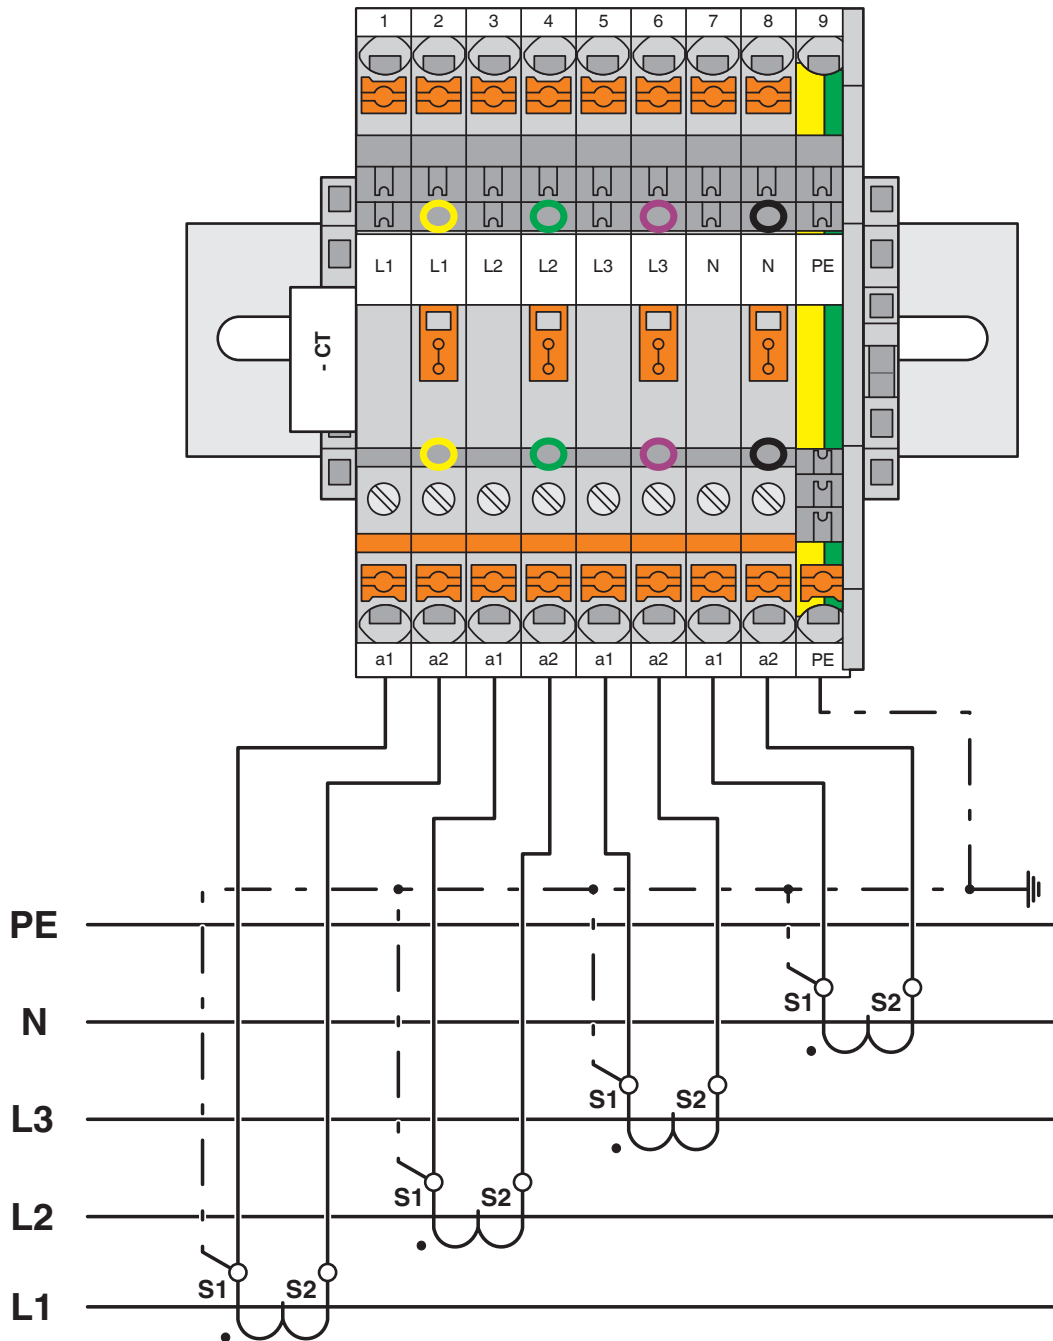 1 2 3 4 5 6 7 8 9
L1 L1 L2 L2 L3 L3 N N PE
- CT
a1 a2 a1 a2 a1 a2 a1 a2 PE
PE
S1 S2
N
S1 S2
L3
S1 S2
L2
S1 S2
L1